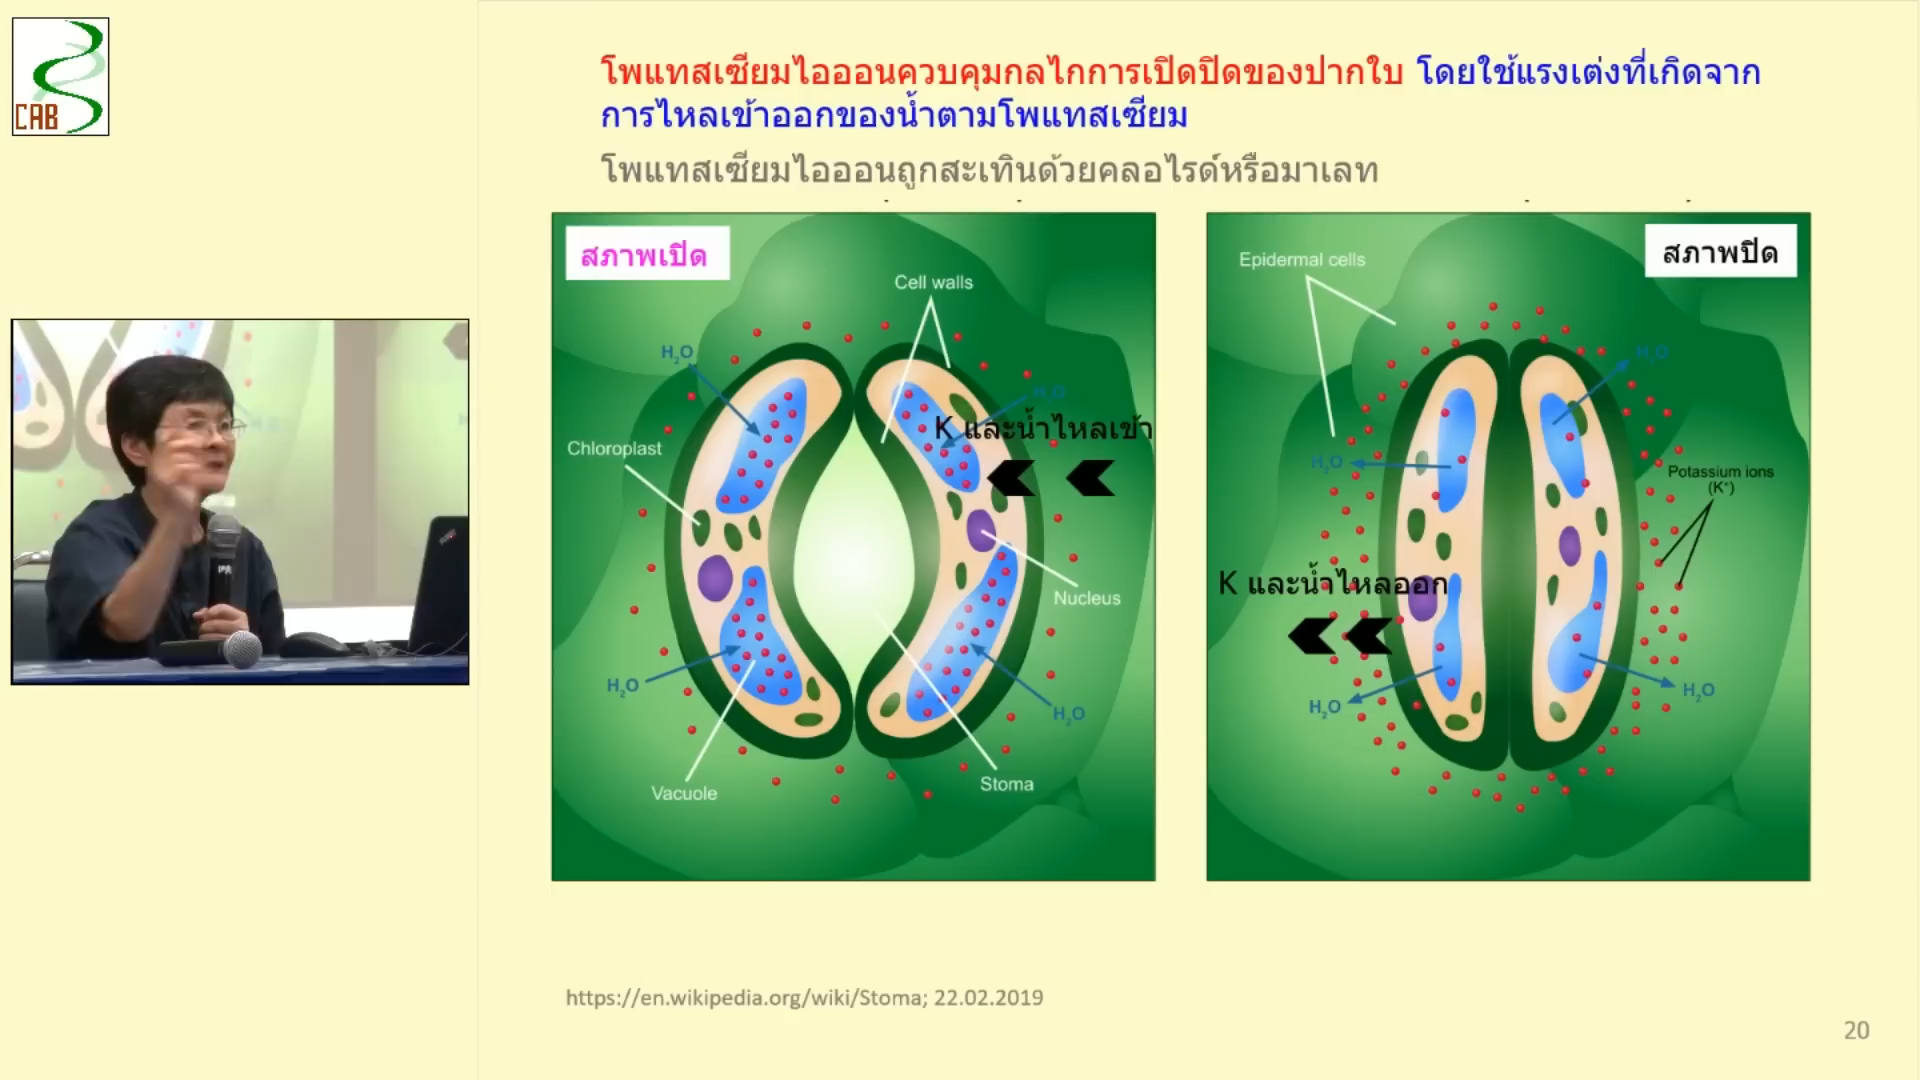 CAB
โพแทสเซียมไอออนควบคุมกลไกการเปิดปิดของปากใบ โดยใช้แรงเต่งที่เกิดจาก
การไหลเข้าออกของน้ำตามโพแทสเซียม
โพแทสเซียมไอออนถูกสะเทินด้วยคลอไรด์หรือมาเลท
สภาพเปิด
Cell walls
H₂O
H₂O
K และน้ำไหลเข้า
Chloroplast
Nucleus
H₂O
H₂O
Stoma
Vacuole
สภาพปิด
Epidermal cells
H₂O
H₂O
Potassium ions
(K⁺)
K และน้ำไหลออก
H₂O
H₂O
https://en.wikipedia.org/wiki/Stoma; 22.02.2019
20